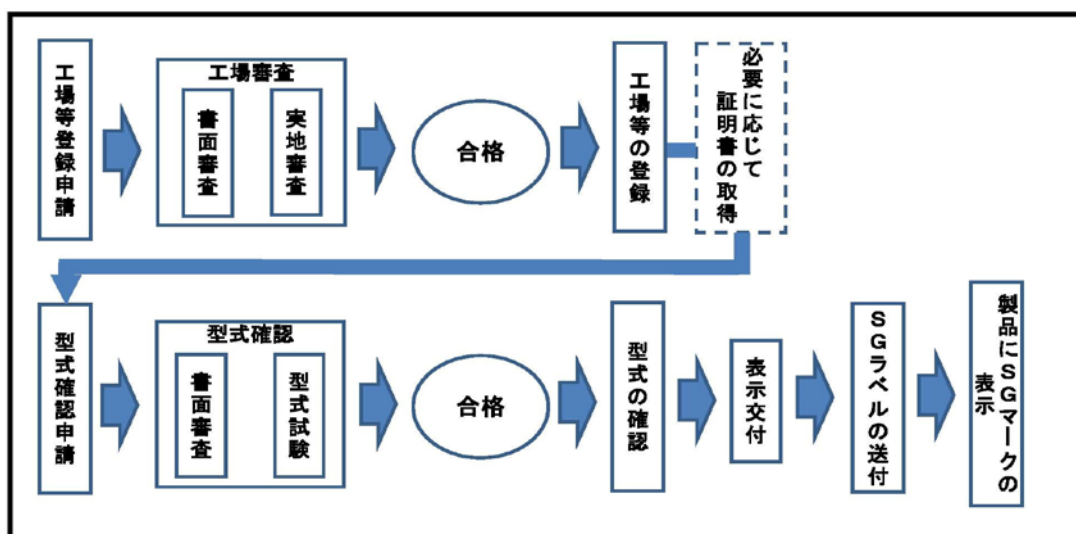 工場等登録申請
工場審査
書面審査
実地審査
合格
工場等の登録
必要に応じて
証明書の取得
型式確認申請
型式確認
書面審査
型式試験
合格
型式の確認
表示交付
SGラベルの送付
製品にSGマークの
表示